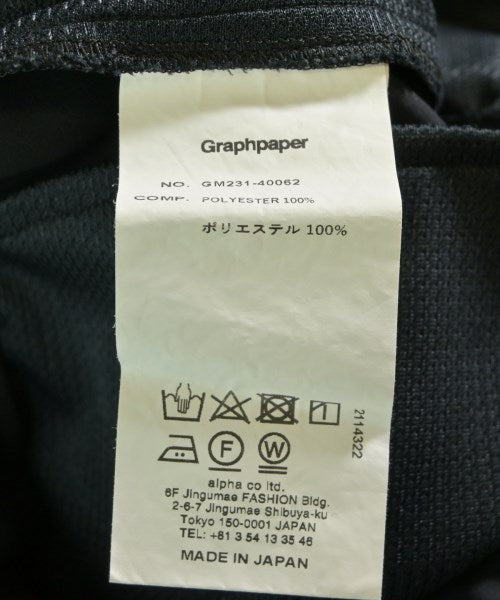 Graphpaper
NO. GM231-40062
COMP. POLYESTER 100%
ポリエステル 100%
2114322
F W
alpha co ltd.
6F Jingumae FASHION Bldg.
2-6-7 Jingumae Shibuya-ku
Tokyo 150-0001 JAPAN
TEL: +81 3 54 13 35 46
MADE IN JAPAN